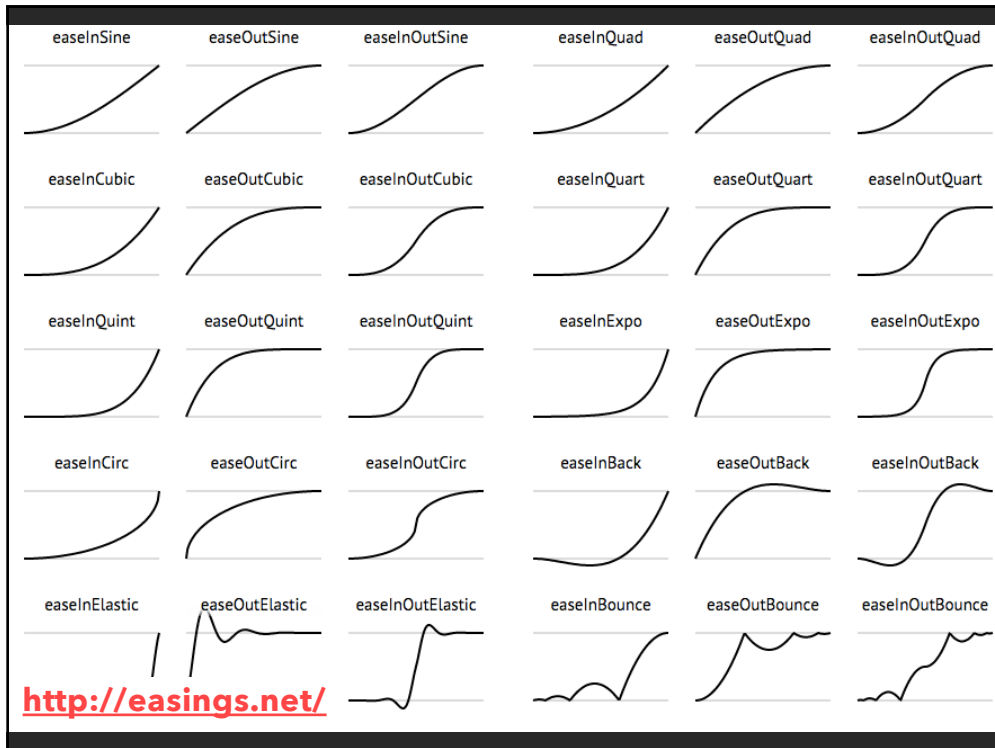 easeInSine easeOutSine easeInOutSine easeInQuad easeOutQuad easeInOutQuad
easeInCubic easeOutCubic easeInOutCubic easeInQuart easeOutQuart easeInOutQuart
easeInQuint easeOutQuint easeInOutQuint easeInExpo easeOutExpo easeInOutExpo
easeInCirc easeOutCirc easeInOutCirc easeInBack easeOutBack easeInOutBack
easeInElastic easeOutElastic easeInOutElastic easeInBounce easeOutBounce easeInOutBounce
http://easings.net/